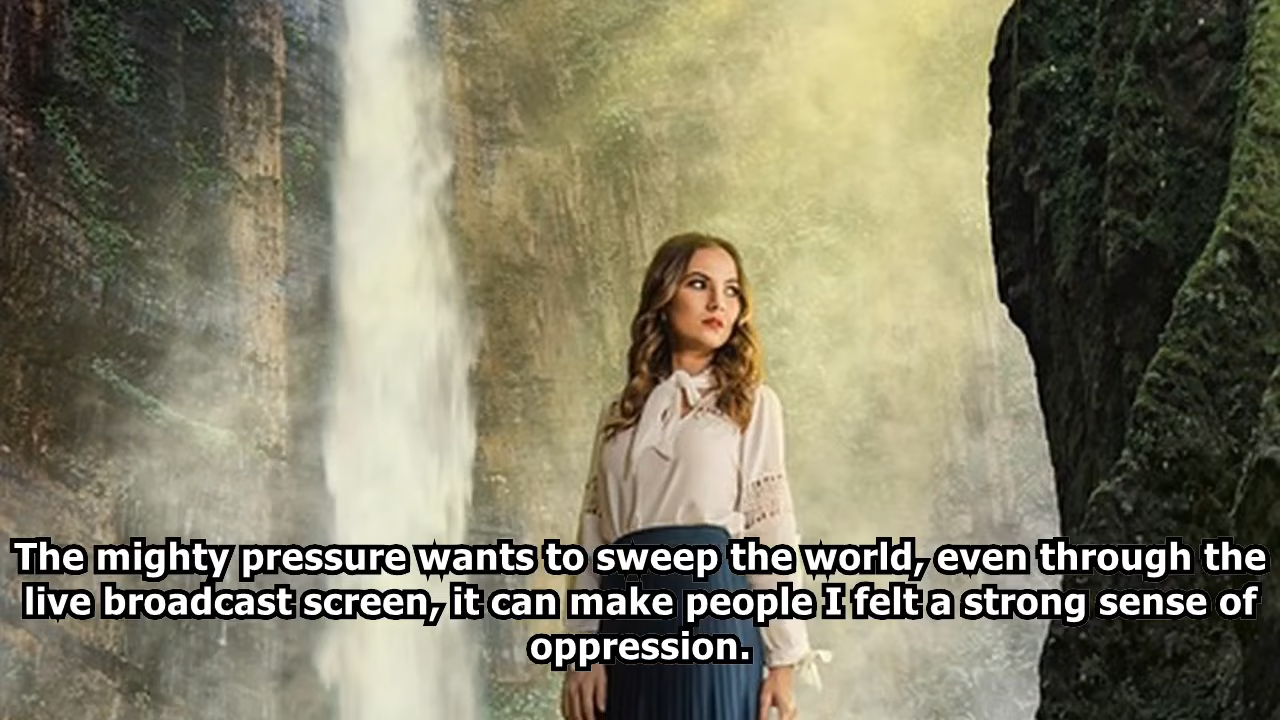 The mighty pressure wants to sweep the world, even through the
live broadcast screen, it can make people I felt a strong sense of
oppression.